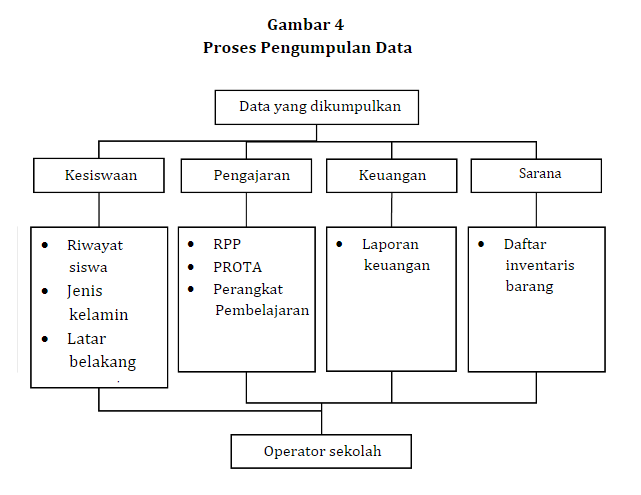 Gambar 4
Proses Pengumpulan Data
Data yang dikumpulkan
Kesiswaan
Pengajaran
Keuangan
Sarana
• Riwayat
siswa
• Jenis
kelamin
• Latar
belakang
.
• RPP
• PROTA
• Perangkat
Pembelajaran
• Laporan
keuangan
• Daftar
inventaris
barang
Operator sekolah